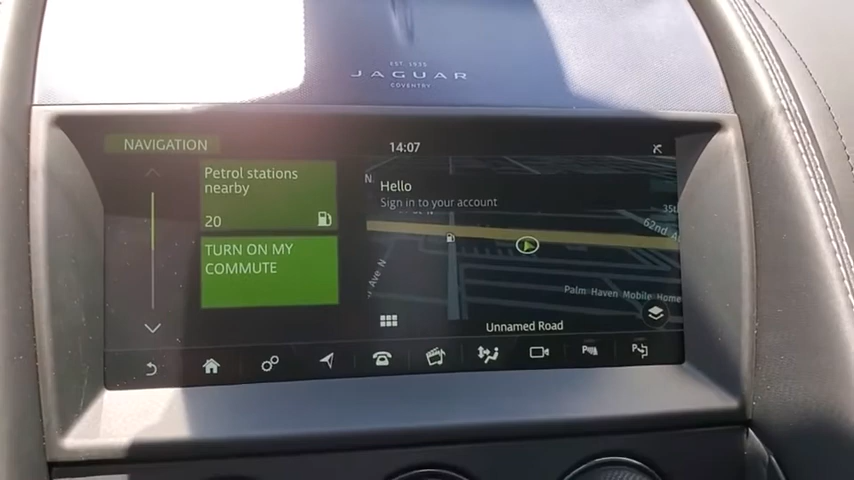 EST. 1935
JAGUAR
COVENTRY
NAVIGATION
14:07
Petrol stations
nearby
20
TURN ON MY
COMMUTE
N.
Hello
Sign in to your account
35t
62nd A
Ave N
Palm Haven Mobile Home
Unnamed Road